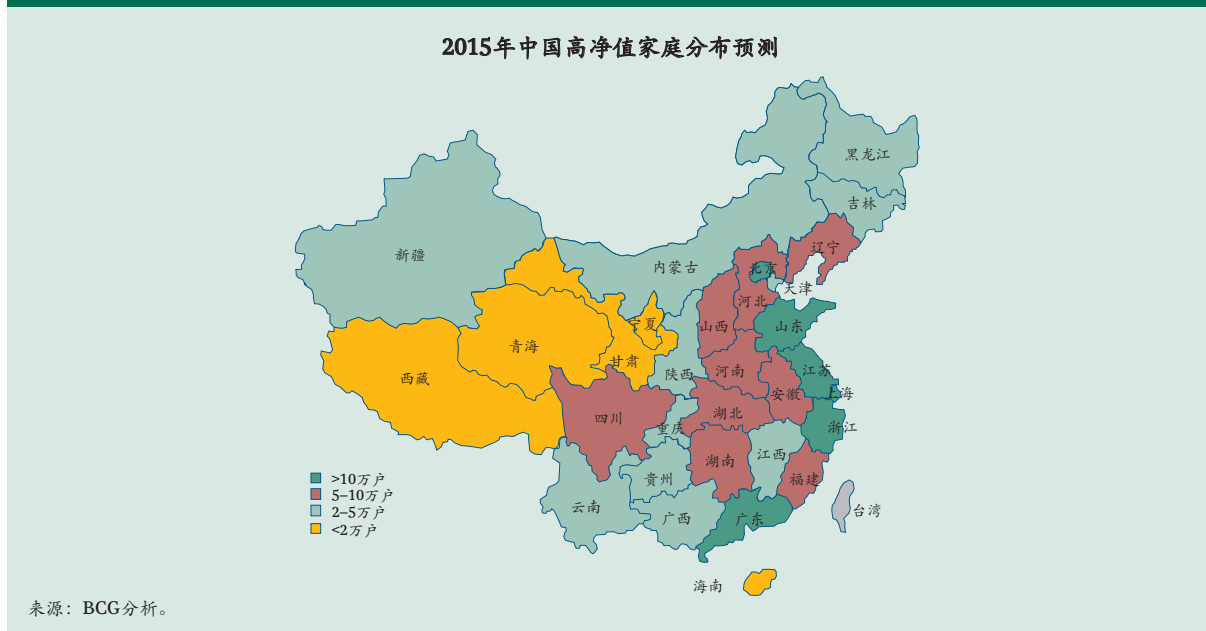 2015年中国高净值家庭分布预测
黑龙江
吉林
辽宁
新疆
内蒙古
北京
天津
河北
宁夏
山西
山东
青海
甘肃
西藏
陕西
河南
江苏
安徽
上海
四川
湖北
重庆
浙江
江西
湖南
贵州
福建
云南
广西
广东
台湾
海南
>10万户
5–10万户
2–5万户
<2万户
来源：BCG分析。